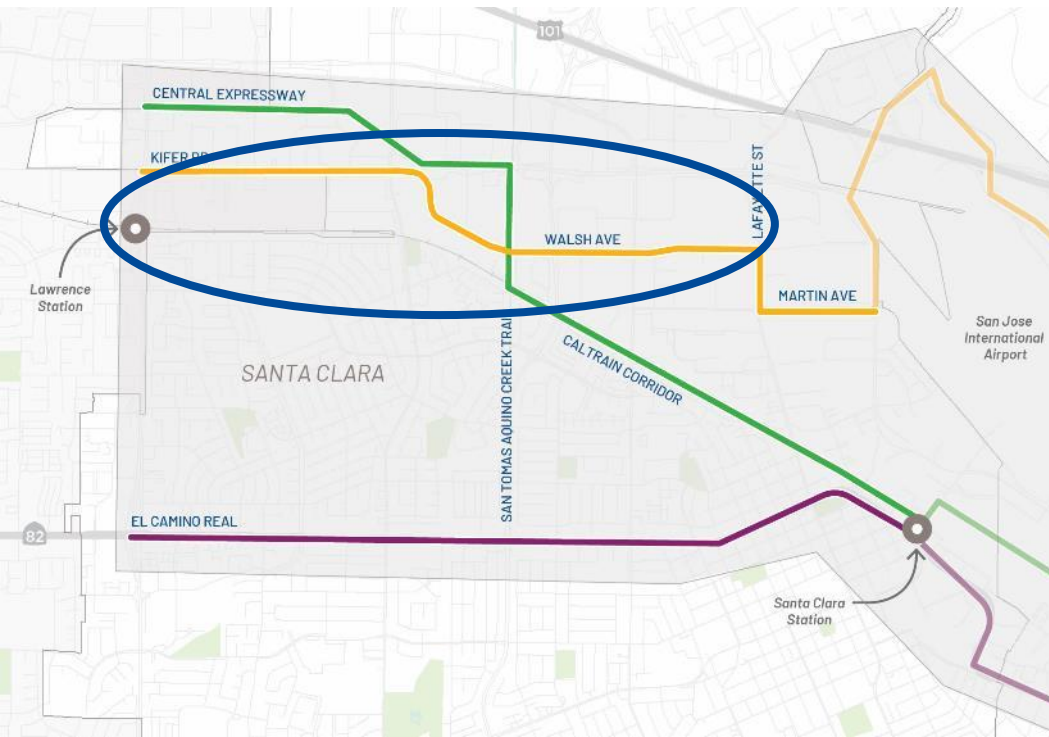 101
CENTRAL EXPRESSWAY
KIFER RD
LAFAYETTE ST
WALSH AVE
Lawrence
Station
MARTIN AVE
San Jose
International
Airport
SANTA CLARA
CALTRAIN CORRIDOR
SAN TOMAS AQUINO CREEK TRAI
EL CAMINO REAL
82
Santa Clara
Station